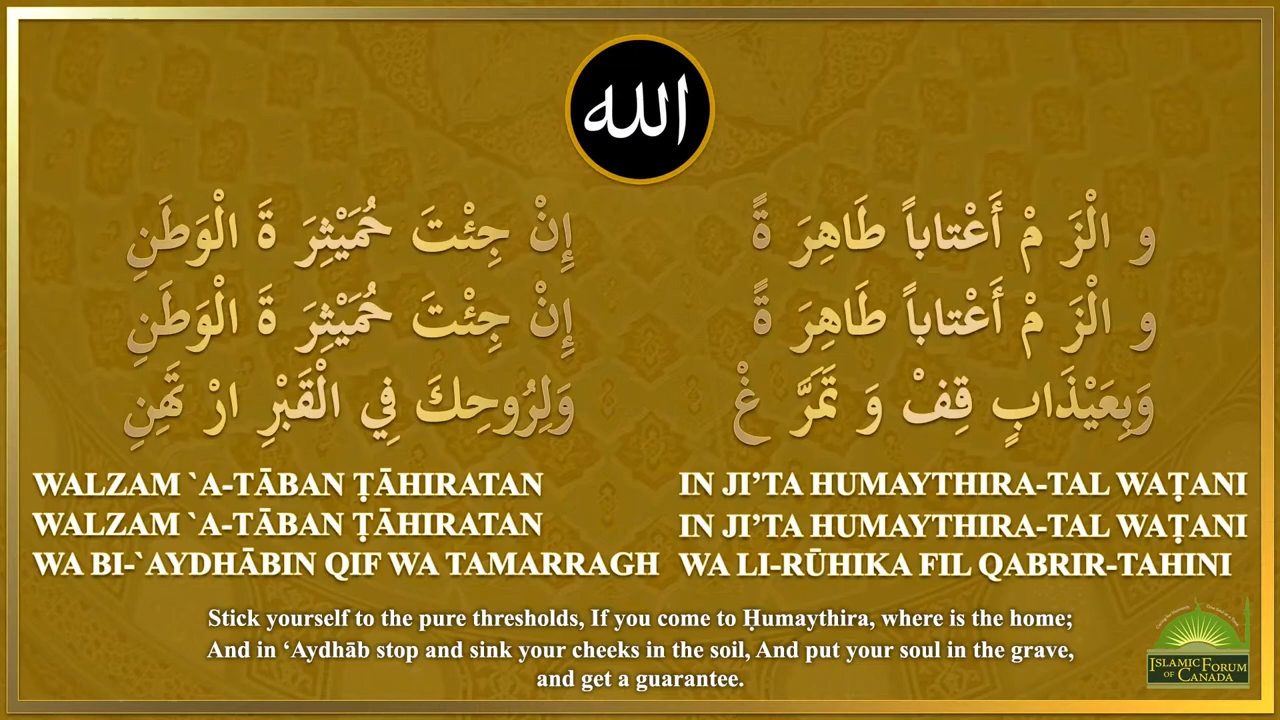 الله
و الْزَ مْ أَعْتاباً طَاهِرَ ةً إِنْ جِئْتَ حُمَيْثِرَ ةَ الْوَطَنِ
و الْزَ مْ أَعْتاباً طَاهِرَ ةً إِنْ جِئْتَ حُمَيْثِرَ ةَ الْوَطَنِ
وَبِعَيْذَابٍ قِفْ وَ تَمَرَّ غْ وَلِرُوحِكَ فِي الْقَبْرِ ارْ تَهَنِ
WALZAM `A-TĀBAN ṬĀHIRATAN IN JI’TA HUMAYTHIRA-TAL WAṬANI
WALZAM `A-TĀBAN ṬĀHIRATAN IN JI’TA HUMAYTHIRA-TAL WAṬANI
WA BI-`AYDHĀBIN QIF WA TAMARRAGH WA LI-RŪHIKA FIL QABRIR-TAHINI
Stick yourself to the pure thresholds, If you come to Ḥumaythira, where is the home;
And in ‘Aydhāb stop and sink your cheeks in the soil, And put your soul in the grave,
and get a guarantee.
ISLAMIC FORUM
OF CANADA